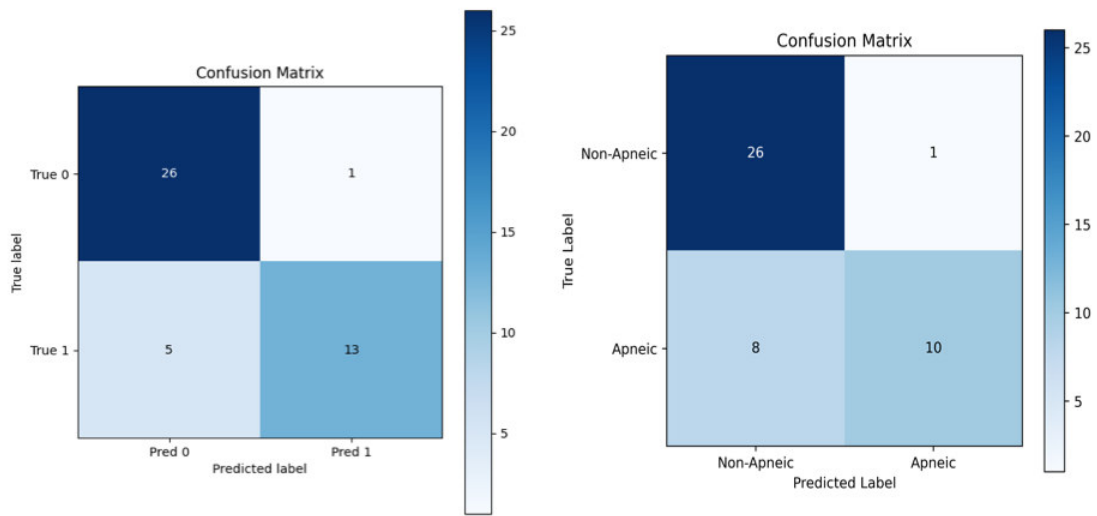 Confusion Matrix
True label
True 0
True 1
26
1
5
13
Pred 0
Pred 1
Predicted label
25
20
15
10
5
Confusion Matrix
True Label
Non-Apneic
Apneic
26
1
8
10
Non-Apneic
Apneic
Predicted Label
25
20
15
10
5